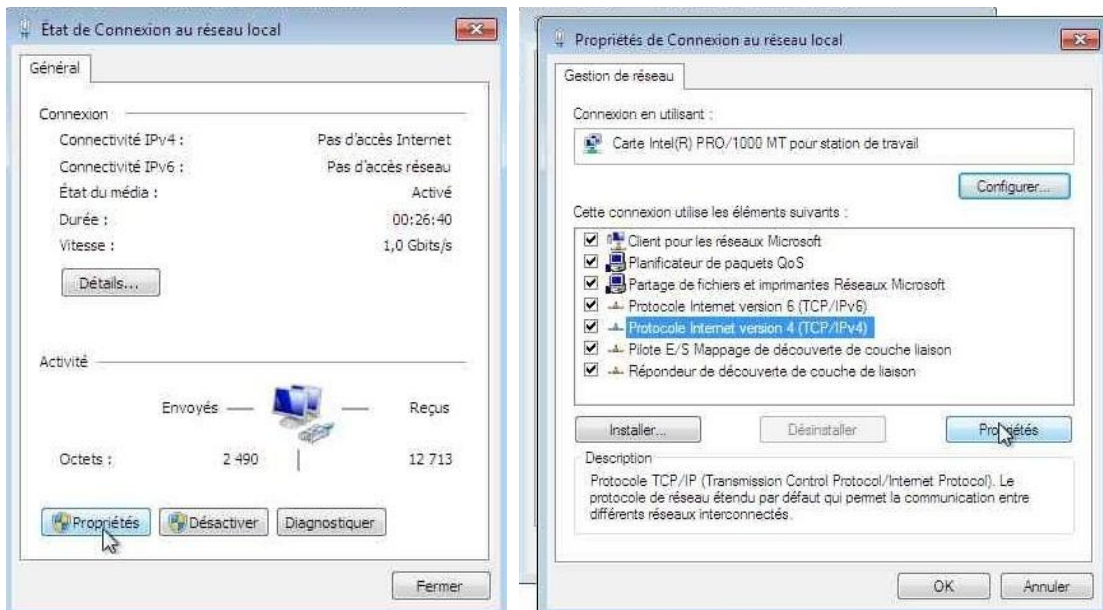 État de Connexion au réseau local
Général
Connexion
Connectivité IPv4 : Pas d'accès Internet
Connectivité IPv6 : Pas d'accès réseau
État du média : Activé
Durée : 00:26:40
Vitesse : 1,0 Gbits/s
Détails...
Activité
Envoyés Reçus
Octets : 2 490 12 713
Propriétés Désactiver Diagnostiquer
Fermer
Propriétés de Connexion au réseau local
Gestion de réseau
Connexion en utilisant :
Carte Intel(R) PRO/1000 MT pour station de travail
Configurer...
Cette connexion utilise les éléments suivants :
Client pour les réseaux Microsoft
Planificateur de paquets QoS
Partage de fichiers et imprimantes Réseaux Microsoft
Protocole Internet version 6 (TCP/IPv6)
Protocole Internet version 4 (TCP/IPv4)
Pilote E/S Mappage de découverte de couche liaison
Répondeur de découverte de couche de liaison
Installer... Désinstaller Propriétés
Description
Protocole TCP/IP (Transmission Control Protocol/Internet Protocol). Le
protocole de réseau étendu par défaut qui permet la communication entre
différents réseaux interconnectés.
OK Annuler